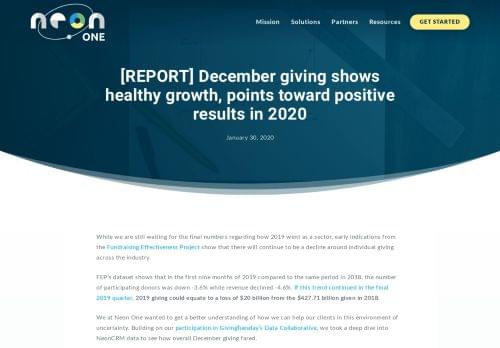 neon
ONE
Mission Solutions Partners Resources GET STARTED
[REPORT] December giving shows
healthy growth, points toward positive
results in 2020
January 30, 2020
While we are still waiting for the final numbers regarding how 2019 went as a sector, early indications from
the Fundraising Effectiveness Project show that there will continue to be a decline around individual giving
across the industry.
FEP's dataset shows that in the first nine months of 2019 compared to the same period in 2018, the number
of participating donors was down -3.6% while revenue declined -4.6%. If this trend continued in the final
2019 quarter, 2019 giving could equate to a loss of $20 billion from the $427.71 billion given in 2018.
We at Neon One wanted to get a better understanding of how we can help our clients in this environment of
uncertainty. Building on our participation in GivingTuesday's Data Collaborative, we took a deep dive into
NeonCRM data to see how overall December giving fared.